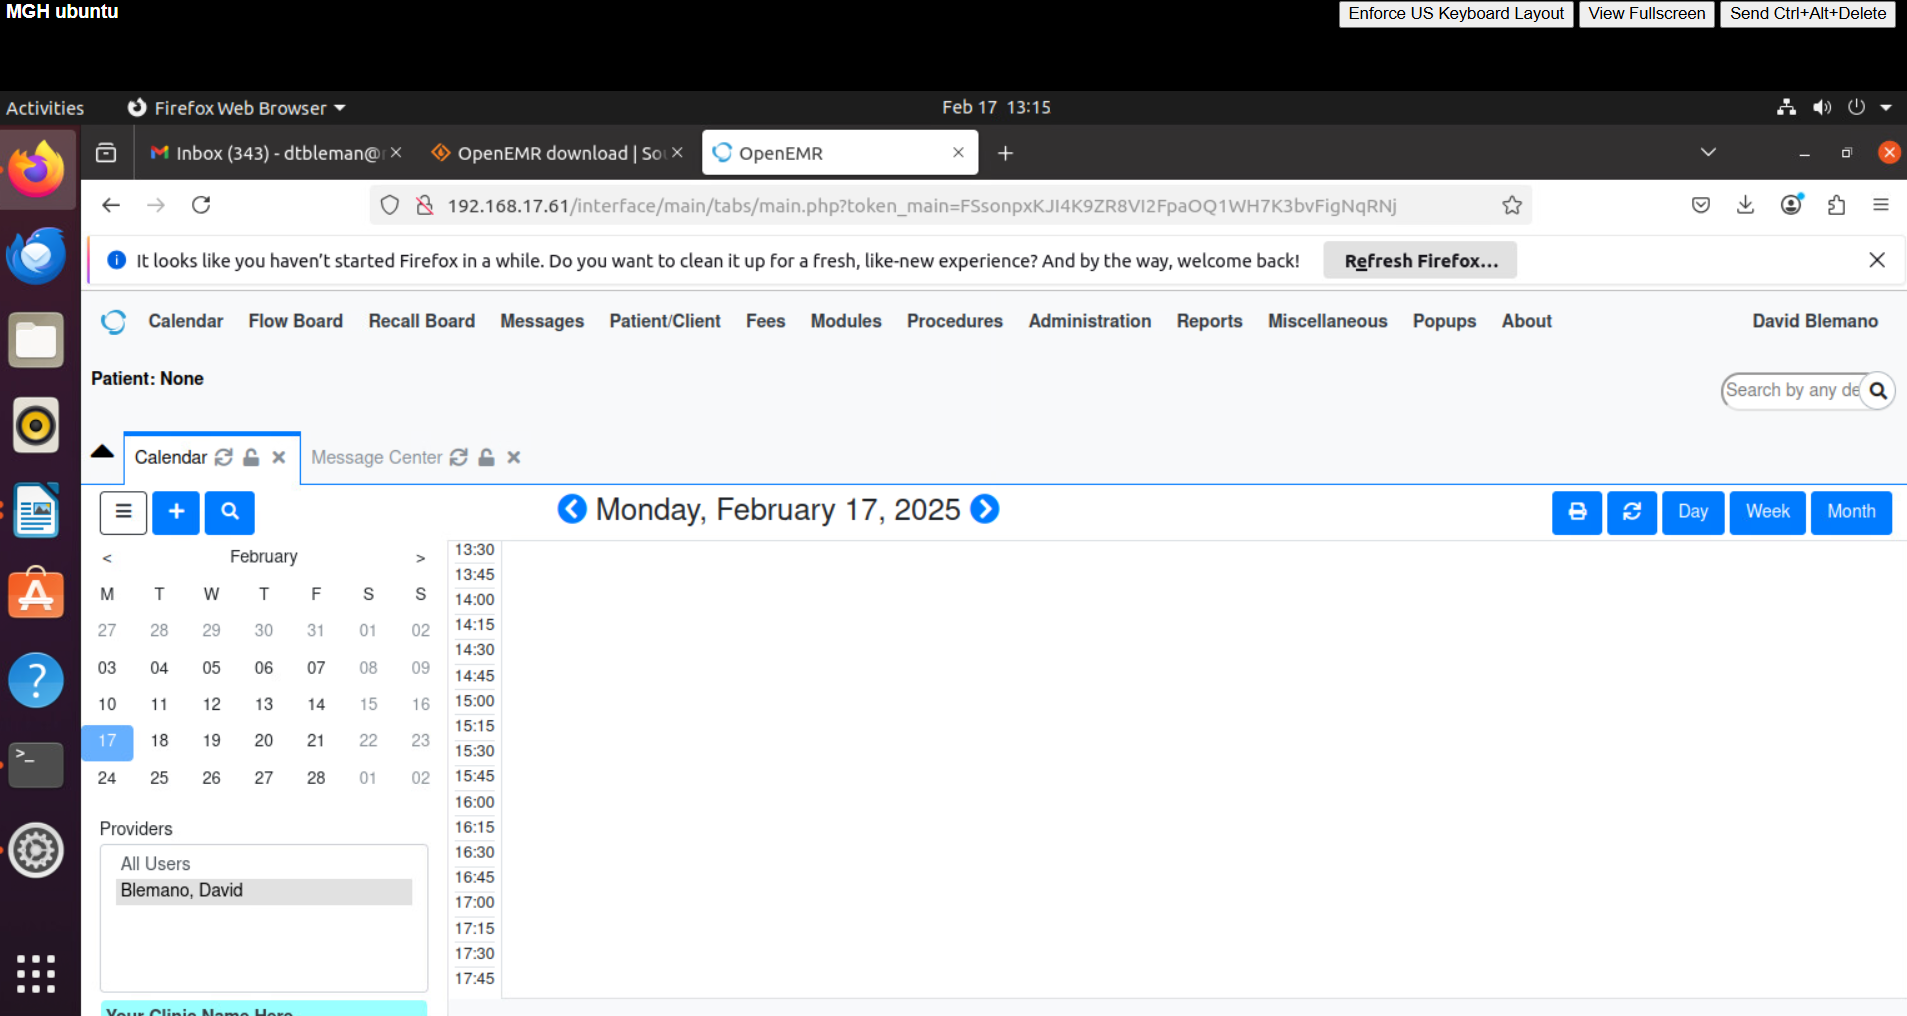 MGH ubuntu
Enforce US Keyboard Layout View Fullscreen Send Ctrl+Alt+Delete
Activities Firefox Web Browser Feb 17 13:15
Inbox (343) - dtbleman@ OpenEMR download | So OpenEMR
192.168.17.61/interface/main/tabs/main.php?token_main=FSsonpxKJI4K9ZR8VI2FpaOQ1WH7K3bvFigNqRNj
It looks like you haven't started Firefox in a while. Do you want to clean it up for a fresh, like-new experience? And by the way, welcome back! Refresh Firefox...
Calendar Flow Board Recall Board Messages Patient/Client Fees Modules Procedures Administration Reports Miscellaneous Popups About David Blemano
Patient: None
Search by any de
Calendar Message Center
Monday, February 17, 2025
Day Week Month
< February >
M T W T F S S
27 28 29 30 31 01 02
03 04 05 06 07 08 09
10 11 12 13 14 15 16
17 18 19 20 21 22 23
24 25 26 27 28 01 02
Providers
All Users
Blemano, David
Your Clinic Name Here
13:30
13:45
14:00
14:15
14:30
14:45
15:00
15:15
15:30
15:45
16:00
16:15
16:30
16:45
17:00
17:15
17:30
17:45